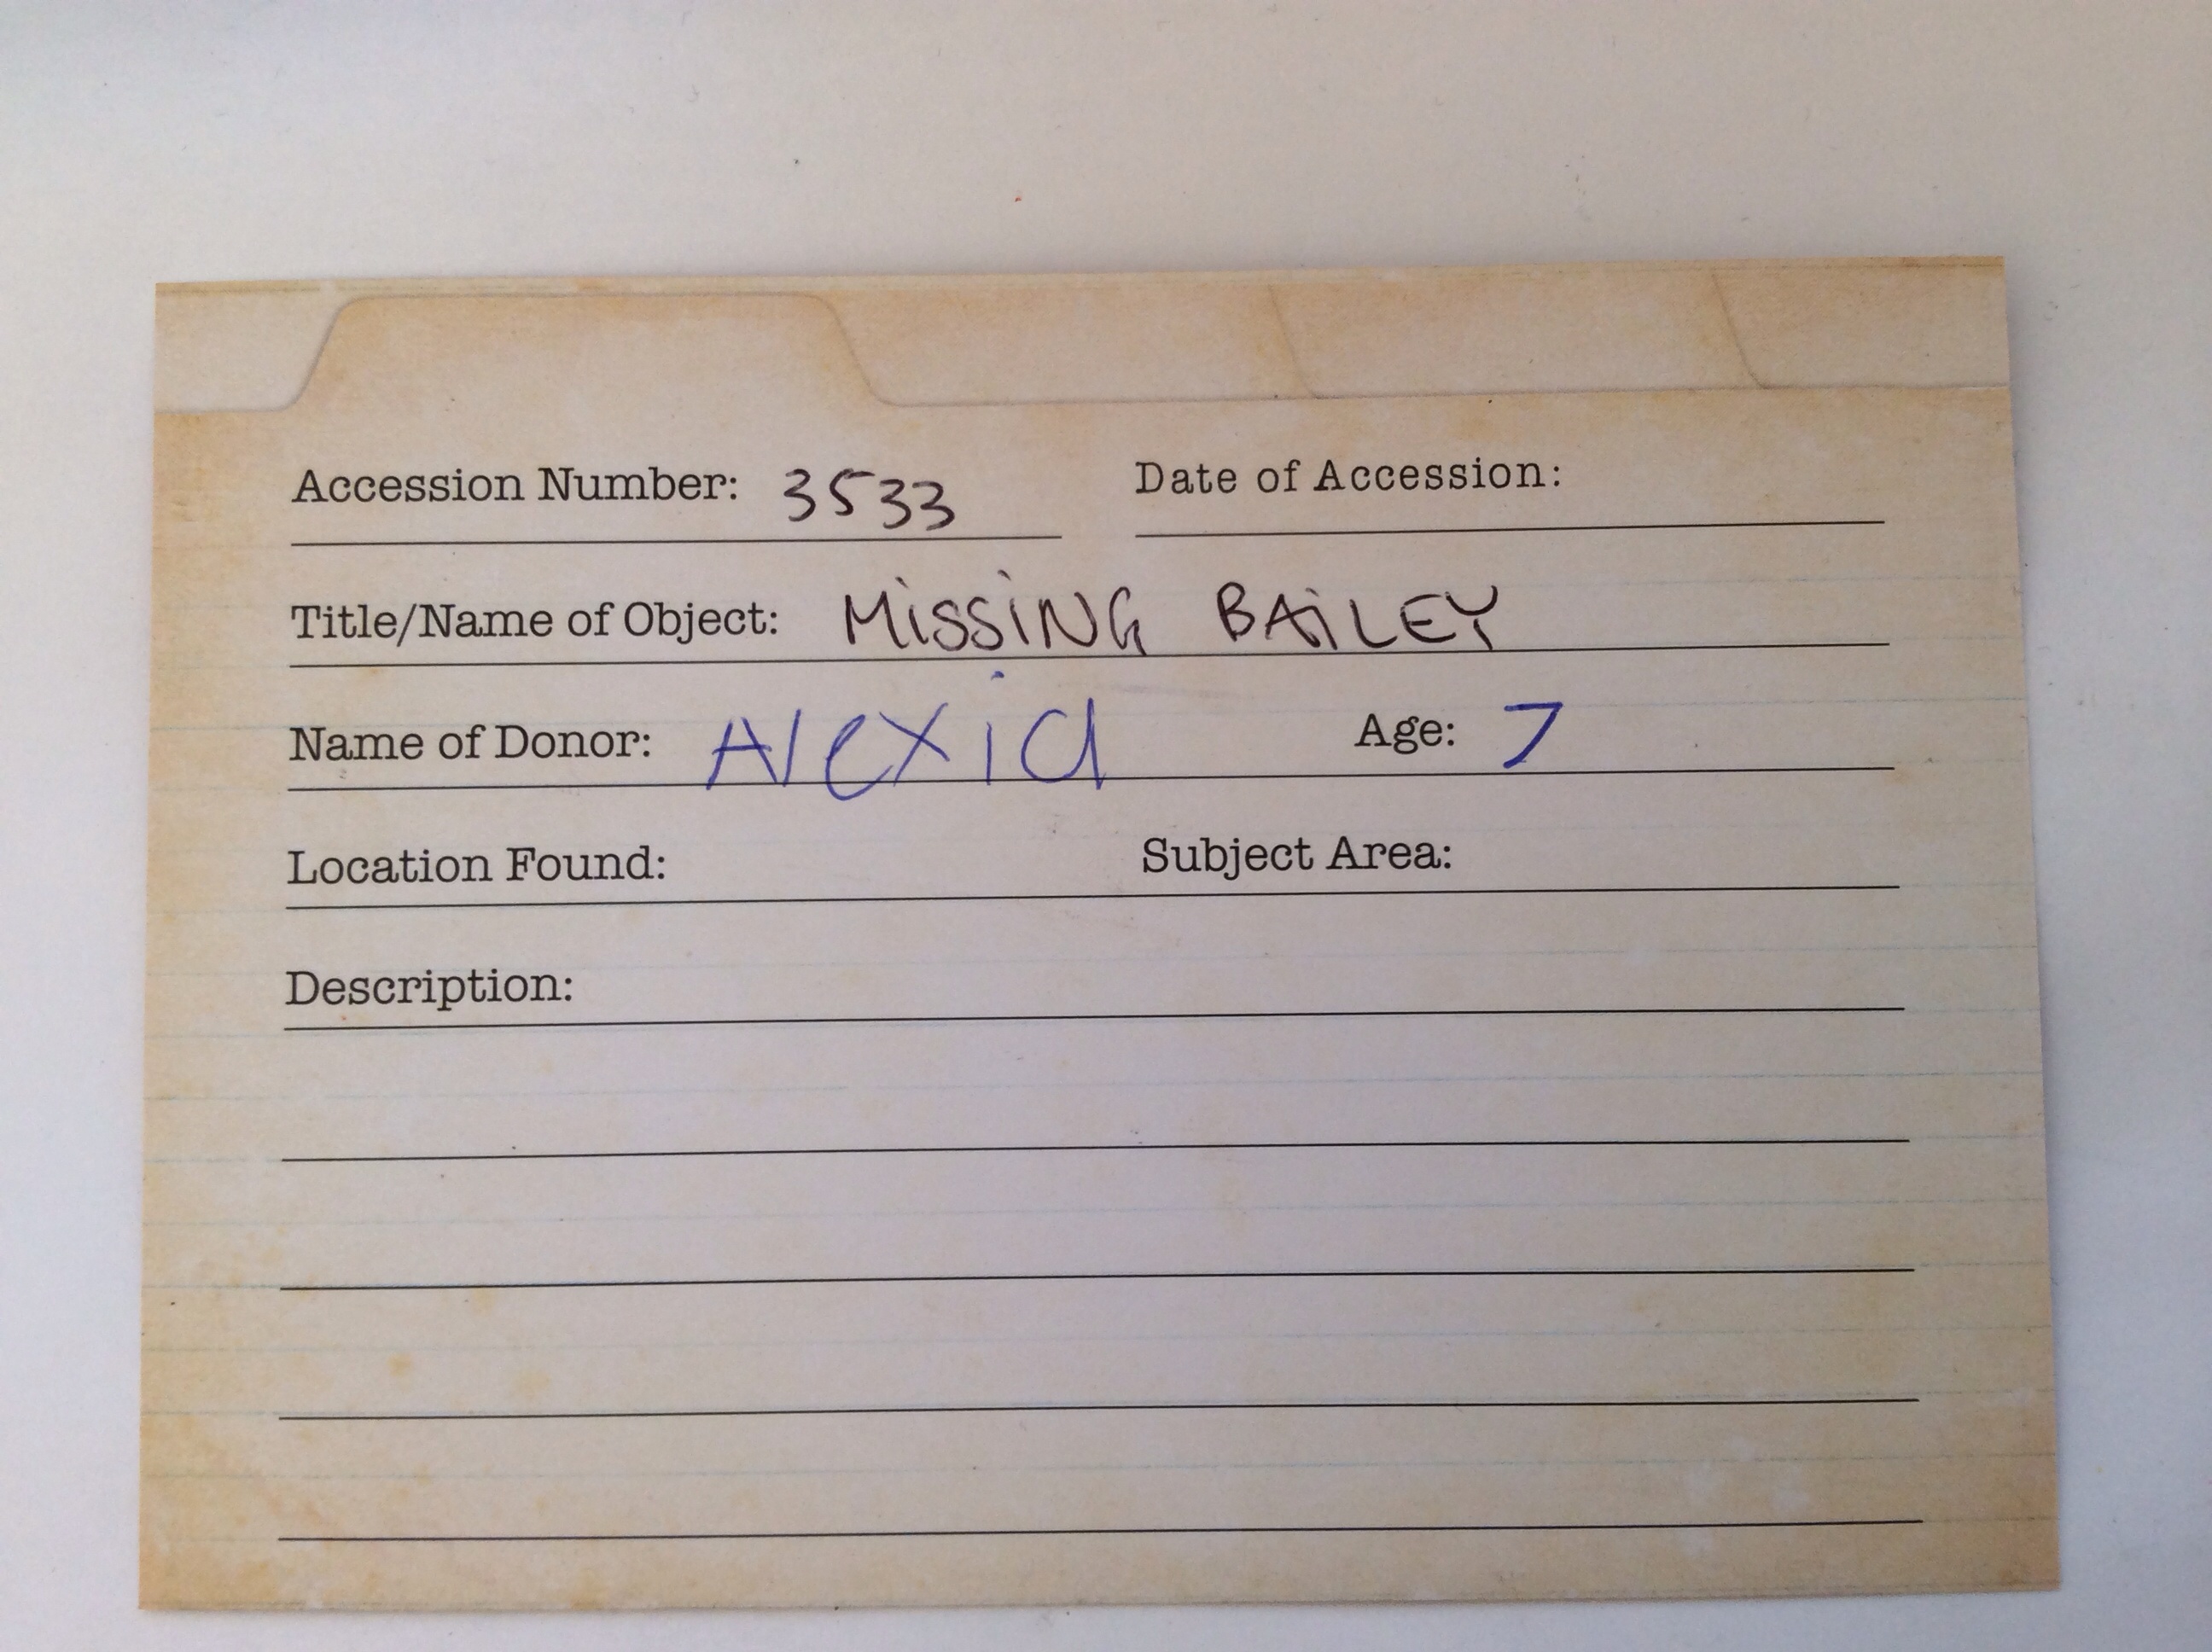 Accession Number: 3533 Date of Accession:
Title/Name of Object: MiSSiNG BAiLEY
Name of Donor: Alexia Age: 7
Location Found: Subject Area:
Description: